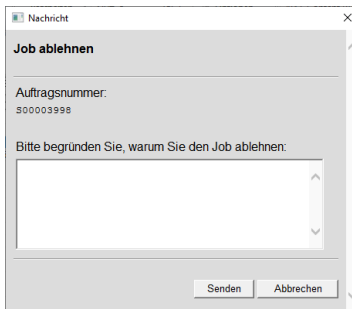 Nachricht
Job ablehnen
Auftragsnummer:
S00003998
Bitte begründen Sie, warum Sie den Job ablehnen:
Senden Abbrechen